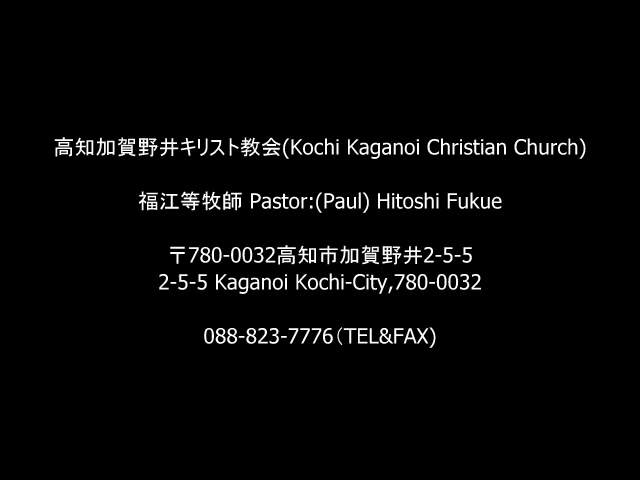 高知加賀野井キリスト教会(Kochi Kaganoi Christian Church)
福江等牧師 Pastor:(Paul) Hitoshi Fukue
〒780-0032高知市加賀野井2-5-5
2-5-5 Kaganoi Kochi-City,780-0032
088-823-7776（TEL&FAX)